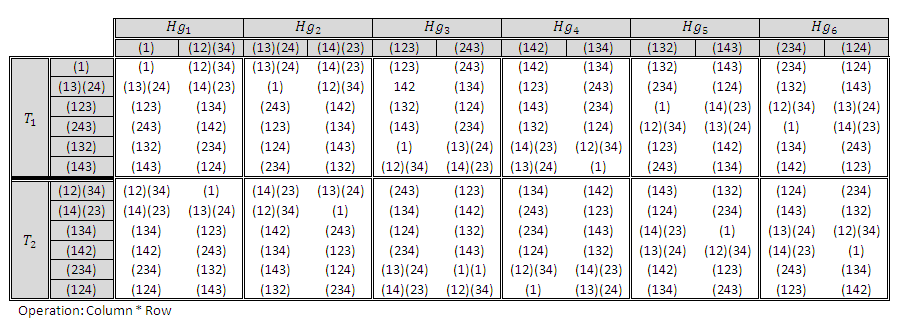 Hg1 Hg2 Hg3 Hg4 Hg5 Hg6
(1) (12)(34) (13)(24) (14)(23) (123) (243) (142) (134) (132) (143) (234) (124)
(1) (1) (12)(34) (13)(24) (14)(23) (123) (243) (142) (134) (132) (143) (234) (124)
(13)(24) (13)(24) (14)(23) (1) (12)(34) 142 (134) (123) (243) (234) (124) (132) (143)
T1 (123) (123) (134) (243) (142) (132) (124) (143) (234) (1) (14)(23) (12)(34) (13)(24)
(243) (243) (142) (123) (134) (143) (234) (132) (124) (12)(34) (13)(24) (1) (14)(23)
(132) (132) (234) (124) (143) (1) (13)(24) (14)(23) (12)(34) (123) (142) (134) (243)
(143) (143) (124) (234) (132) (12)(34) (14)(23) (13)(24) (1) (243) (134) (142) (123)
(12)(34) (12)(34) (1) (14)(23) (13)(24) (243) (123) (134) (142) (143) (132) (124) (234)
(14)(23) (14)(23) (13)(24) (12)(34) (1) (134) (142) (243) (123) (124) (234) (143) (132)
T2 (134) (134) (123) (142) (243) (124) (132) (234) (143) (14)(23) (1) (13)(24) (12)(34)
(142) (142) (243) (134) (123) (234) (143) (124) (132) (13)(24) (12)(34) (14)(23) (1)
(234) (234) (132) (143) (124) (13)(24) (1)(1) (12)(34) (14)(23) (142) (123) (243) (134)
(124) (124) (143) (132) (234) (14)(23) (12)(34) (1) (13)(24) (134) (243) (123) (142)
Operation: Column * Row